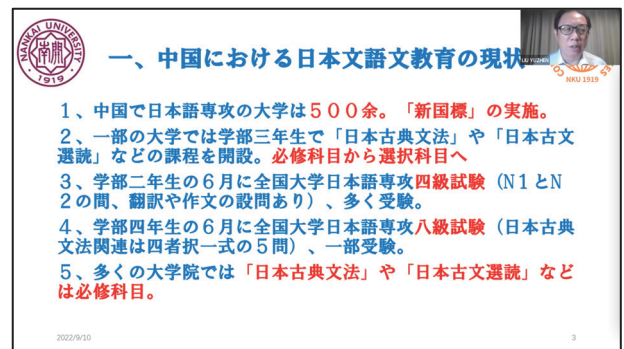 NANKAI UNIVERSITY
南開
1919
一、中国における日本文語文教育の現状
LIU YUZHEN
NKU 1919
1、中国で日本語専攻の大学は500余。「新国標」の実施。
2、一部の大学では学部三年生で「日本古典文法」や「日本古文
選読」などの課程を開設。必修科目から選択科目へ
3、学部二年生の6月に全国大学日本語専攻四級試験（N1とN
2の間、翻訳や作文の設問あり）、多く受験。
4、学部四年生の6月に全国大学日本語専攻八級試験（日本古典
文法関連は四者択一式の5問）、一部受験。
5、多くの大学院では「日本古典文法」や「日本古文選読」など
は必修科目。
2022/9/10
3